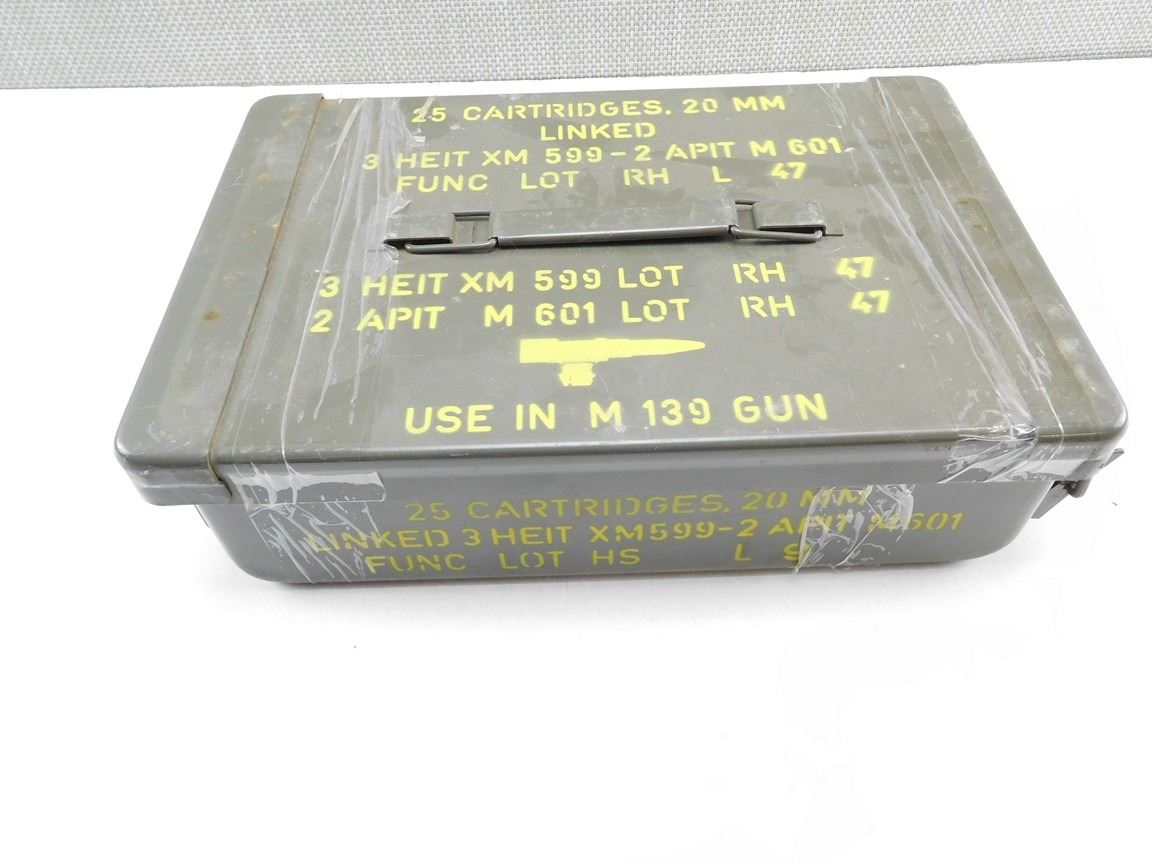 25 CARTRIDGES. 20 MM
LINKED
3 HEIT XM 599-2 APIT M 601
FUNC LOT RH L 47
3 HEIT XM 599 LOT RH 47
2 APIT M 601 LOT RH 47
USE IN M 139 GUN
25 CARTRIDGES, 20 MM
LINKED 3 HEIT XM599-2 APIT M601
FUNC LOT HS L 9